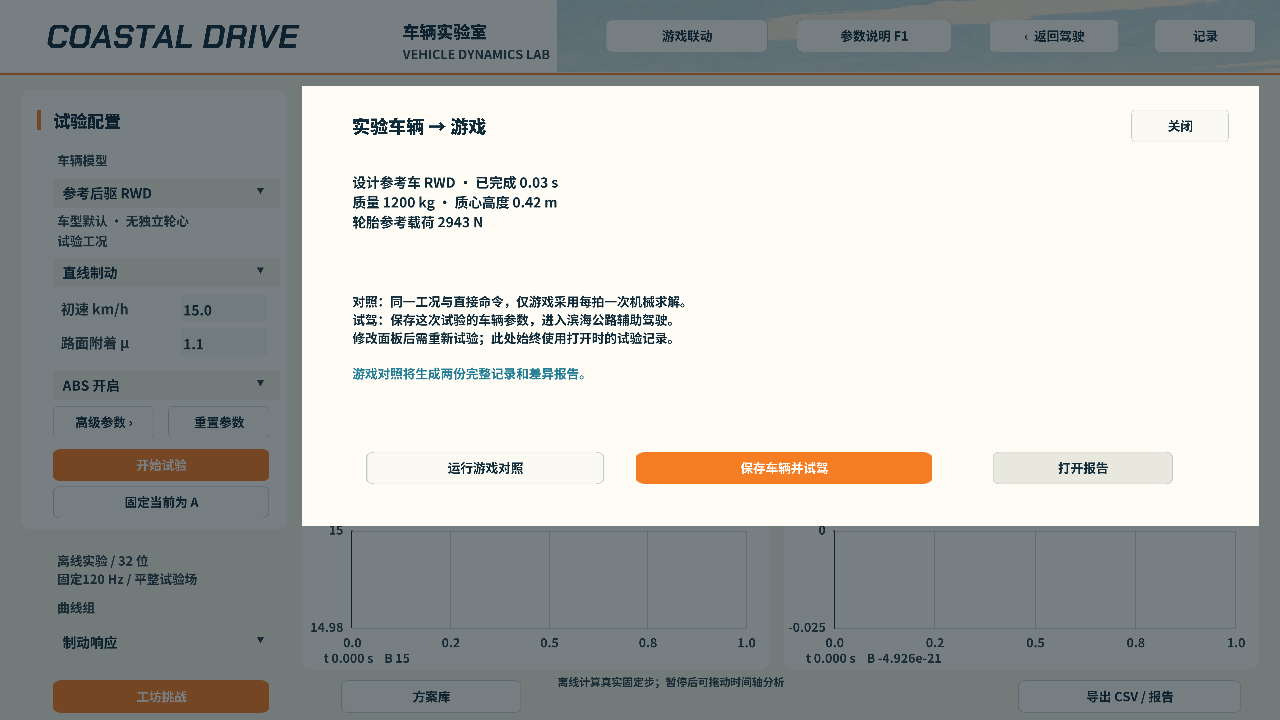 COASTAL DRIVE
车辆实验室
VEHICLE DYNAMICS LAB
游戏联动
参数说明 F1
‹ 返回驾驶
记录
试验配置
车辆模型
参考后驱 RWD
车型默认 · 无独立轮心
试验工况
直线制动
初速 km/h
15.0
路面附着 μ
1.1
ABS 开启
高级参数 ›
重置参数
开始试验
固定当前为 A
离线实验 / 32 位
固定120 Hz / 平整试验场
曲线组
制动响应
工坊挑战
实验车辆 → 游戏
关闭
设计参考车 RWD · 已完成 0.03 s
质量 1200 kg · 质心高度 0.42 m
轮胎参考载荷 2943 N
对照：同一工况与直接命令，仅游戏采用每拍一次机械求解。
试驾：保存这次试验的车辆参数，进入滨海公路辅助驾驶。
修改面板后需重新试验；此处始终使用打开时的试验记录。
游戏对照将生成两份完整记录和差异报告。
运行游戏对照
保存车辆并试驾
打开报告
15
14.98
0.0 0.2 0.5 0.8 1.0
t 0.000 s B 15
0
-0.025
0.0 0.2 0.5 0.8 1.0
t 0.000 s B -4.926e-21
方案库
离线计算真实固定步；暂停后可拖动时间轴分析
导出 CSV / 报告